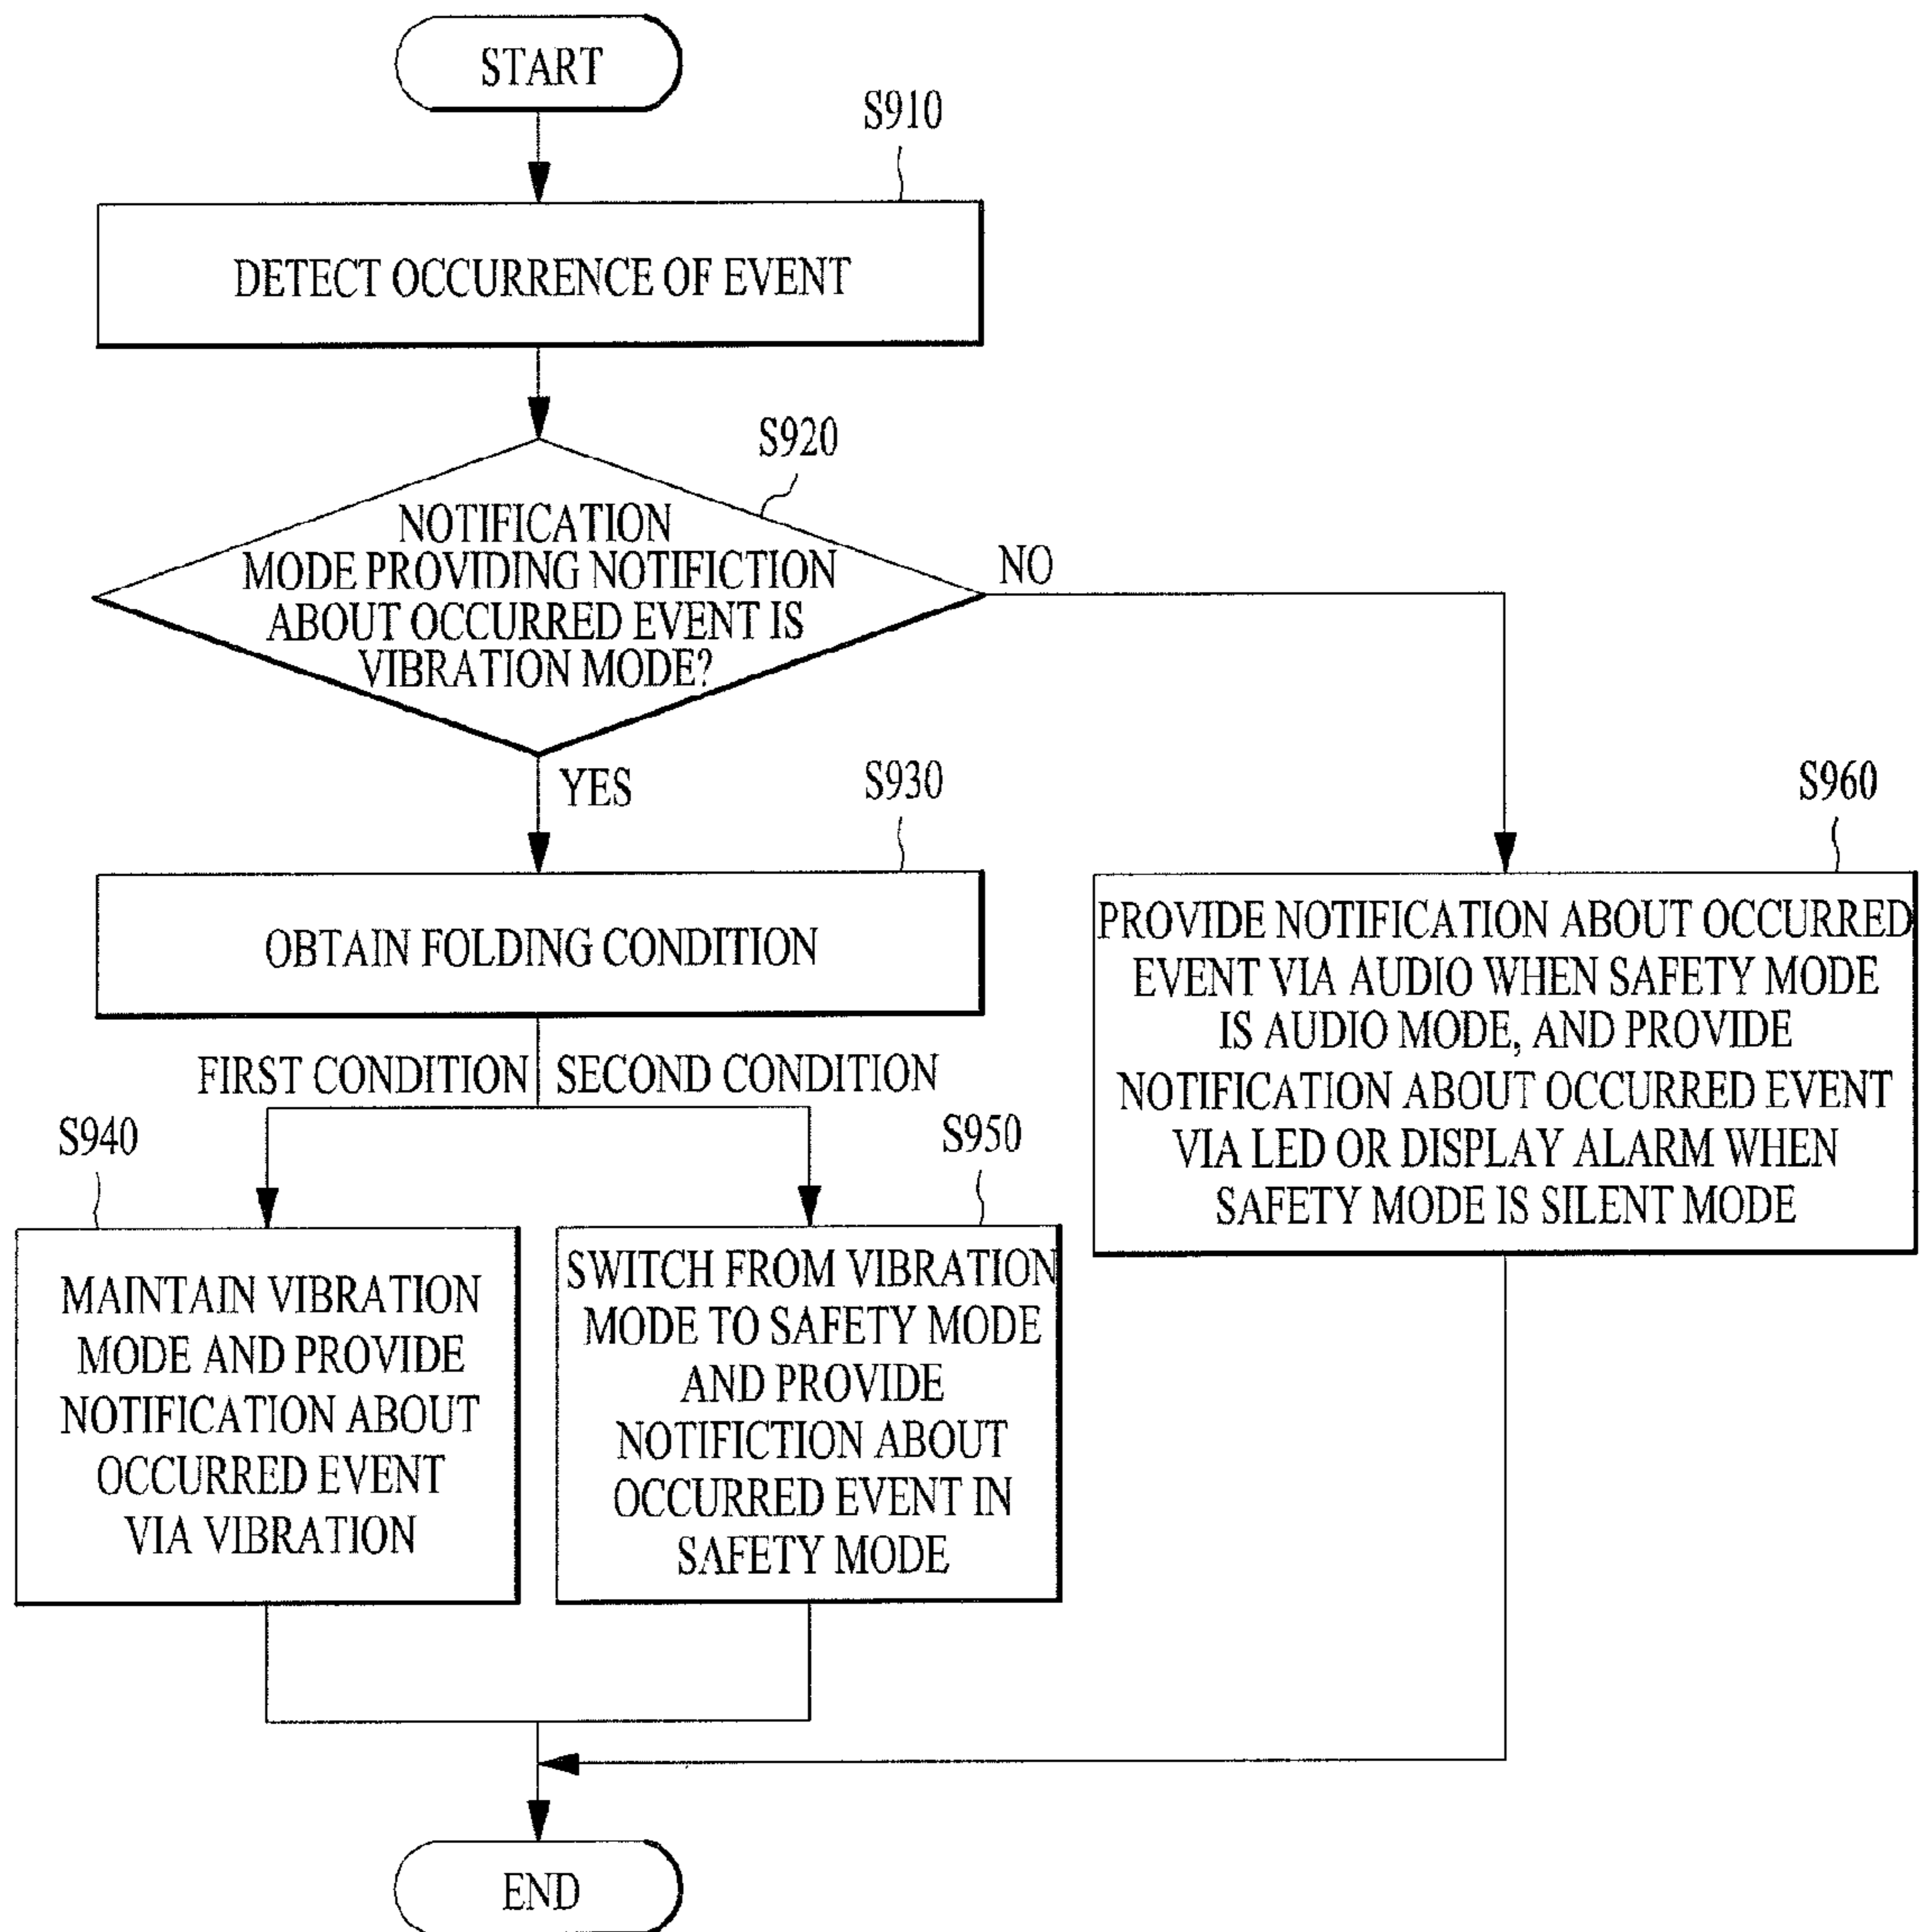 START
S910
DETECT OCCURRENCE OF EVENT
S920
NOTIFICATION
MODE PROVIDING NOTIFICTION
ABOUT OCCURRED EVENT IS
VIBRATION MODE?
NO
YES
S930
OBTAIN FOLDING CONDITION
S960
PROVIDE NOTIFICATION ABOUT OCCURRED
EVENT VIA AUDIO WHEN SAFETY MODE
IS AUDIO MODE, AND PROVIDE
NOTIFICATION ABOUT OCCURRED EVENT
VIA LED OR DISPLAY ALARM WHEN
SAFETY MODE IS SILENT MODE
FIRST CONDITION
SECOND CONDITION
S940
MAINTAIN VIBRATION
MODE AND PROVIDE
NOTIFICATION ABOUT
OCCURRED EVENT
VIA VIBRATION
S950
SWITCH FROM VIBRATION
MODE TO SAFETY MODE
AND PROVIDE
NOTIFICTION ABOUT
OCCURRED EVENT IN
SAFETY MODE
END